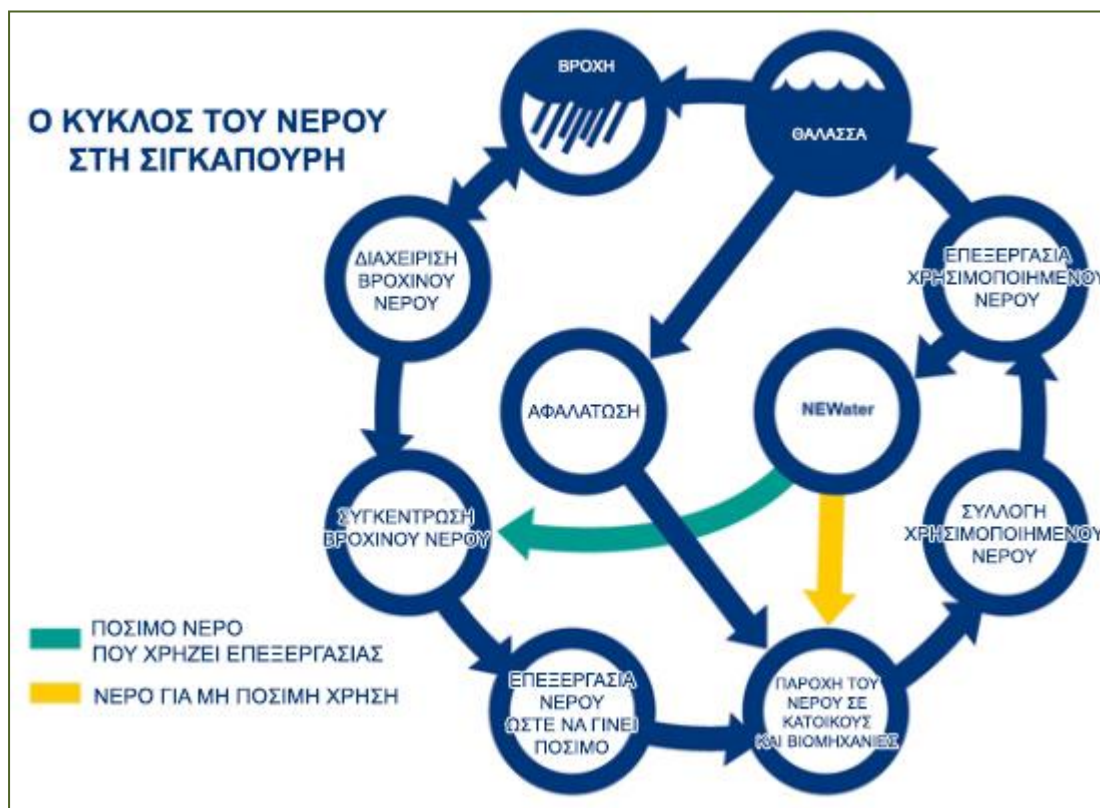 Ο ΚΥΚΛΟΣ ΤΟΥ ΝΕΡΟΥ
ΣΤΗ ΣΙΓΚΑΠΟΥΡΗ
ΒΡΟΧΗ
ΘΑΛΑΣΣΑ
ΔΙΑΧΕΙΡΙΣΗ
ΒΡΟΧΙΝΟΥ
ΝΕΡΟΥ
ΕΠΕΞΕΡΓΑΣΙΑ
ΧΡΗΣΙΜΟΠΟΙΗΜΕΝΟΥ
ΝΕΡΟΥ
ΑΦΑΛΑΤΩΣΗ
NEWater
ΣΥΓΚΕΝΤΡΩΣΗ
ΒΡΟΧΙΝΟΥ ΝΕΡΟΥ
ΣΥΛΛΟΓΗ
ΧΡΗΣΙΜΟΠΟΙΗΜΕΝΟΥ
ΝΕΡΟΥ
ΠΟΣΙΜΟ ΝΕΡΟ
ΠΟΥ ΧΡΗΖΕΙ ΕΠΕΞΕΡΓΑΣΙΑΣ
ΝΕΡΟ ΓΙΑ ΜΗ ΠΟΣΙΜΗ ΧΡΗΣΗ
ΕΠΕΞΕΡΓΑΣΙΑ
ΝΕΡΟΥ
ΩΣΤΕ ΝΑ ΓΙΝΕΙ
ΠΟΣΙΜΟ
ΠΑΡΟΧΗ ΤΟΥ
ΝΕΡΟΥ ΣΕ
ΚΑΤΟΙΚΟΥΣ
ΚΑΙ ΒΙΟΜΗΧΑΝΙΕΣ